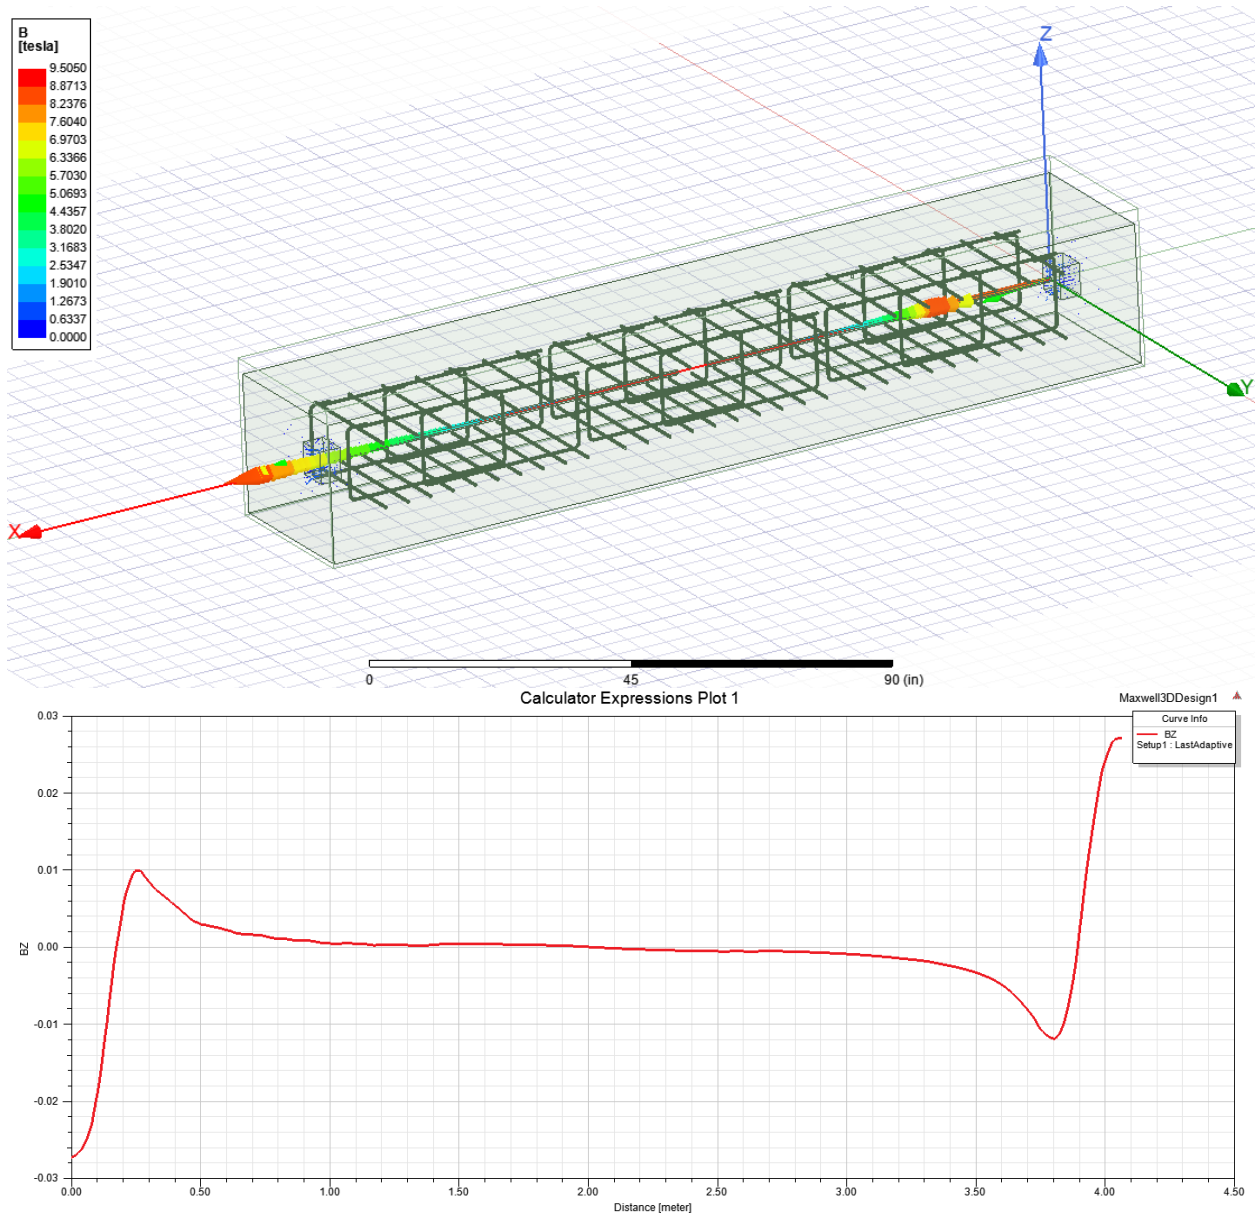 B
[tesla]
9.5050
8.8713
8.2376
7.6040
6.9703
6.3366
5.7030
5.0693
4.4357
3.8020
3.1683
2.5347
1.9010
1.2673
0.6337
0.0000
Z
Y
X
0 45 90 (in)
Calculator Expressions Plot 1
Maxwell3DDesign1
Curve Info
BZ
Setup1 : LastAdaptive
0.03
0.02
0.01
0.00
-0.01
-0.02
-0.03
BZ
0.00 0.50 1.00 1.50 2.00 2.50 3.00 3.50 4.00 4.50
Distance [meter]